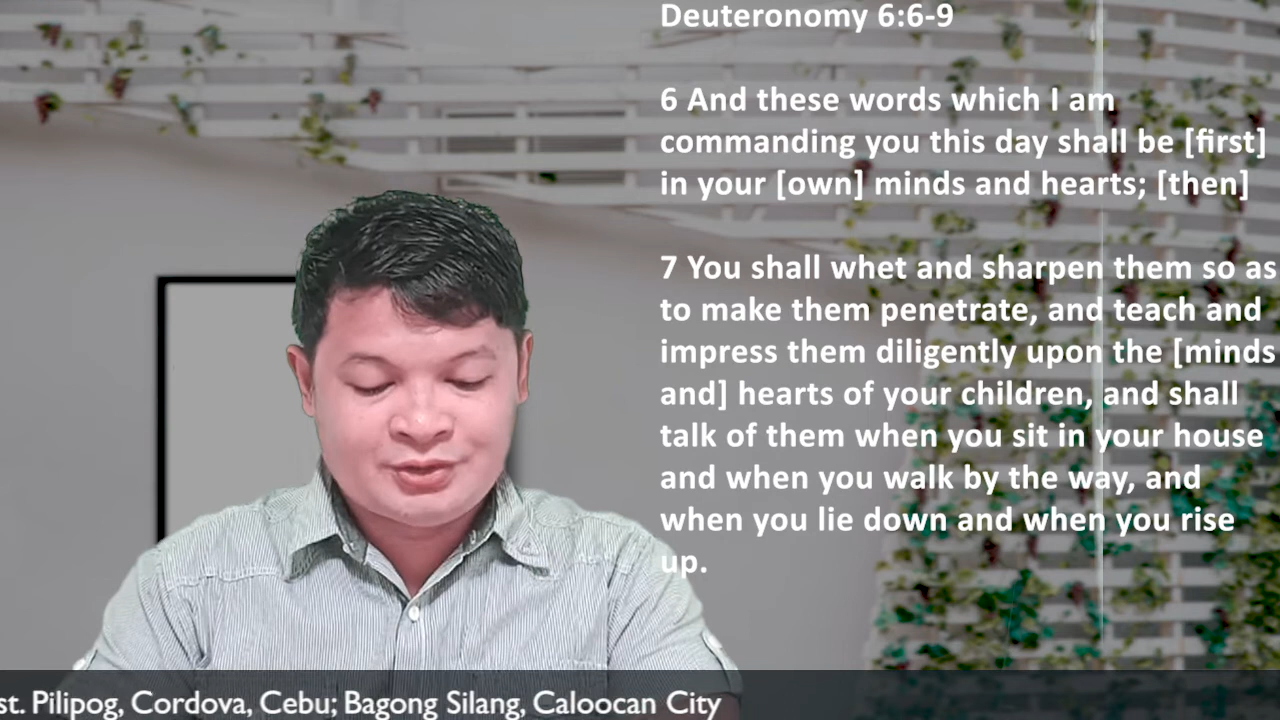 Deuteronomy 6:6-9
6 And these words which I am
commanding you this day shall be [first]
in your [own] minds and hearts; [then]
7 You shall whet and sharpen them so as
to make them penetrate, and teach and
impress them diligently upon the [minds
and] hearts of your children, and shall
talk of them when you sit in your house
and when you walk by the way, and
when you lie down and when you rise
up.
st. Pilipog, Cordova, Cebu; Bagong Silang, Caloocan City